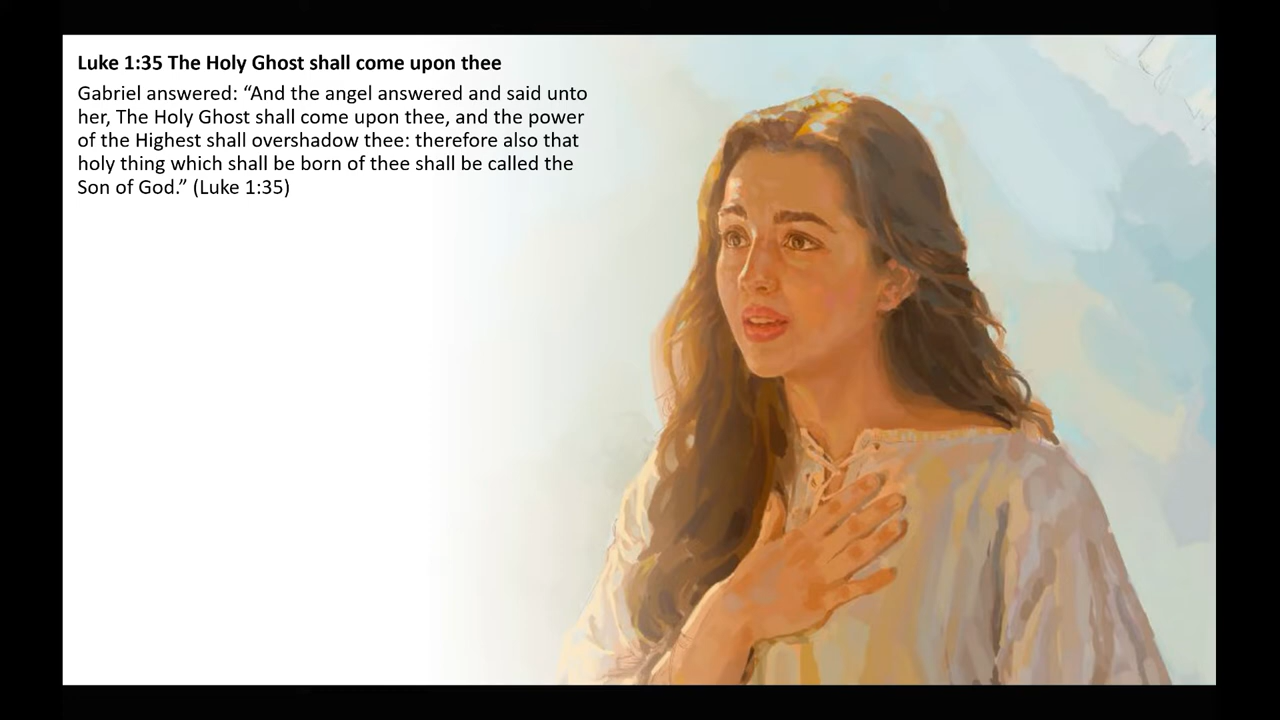 Luke 1:35 The Holy Ghost shall come upon thee
Gabriel answered: “And the angel answered and said unto
her, The Holy Ghost shall come upon thee, and the power
of the Highest shall overshadow thee: therefore also that
holy thing which shall be born of thee shall be called the
Son of God.” (Luke 1:35)